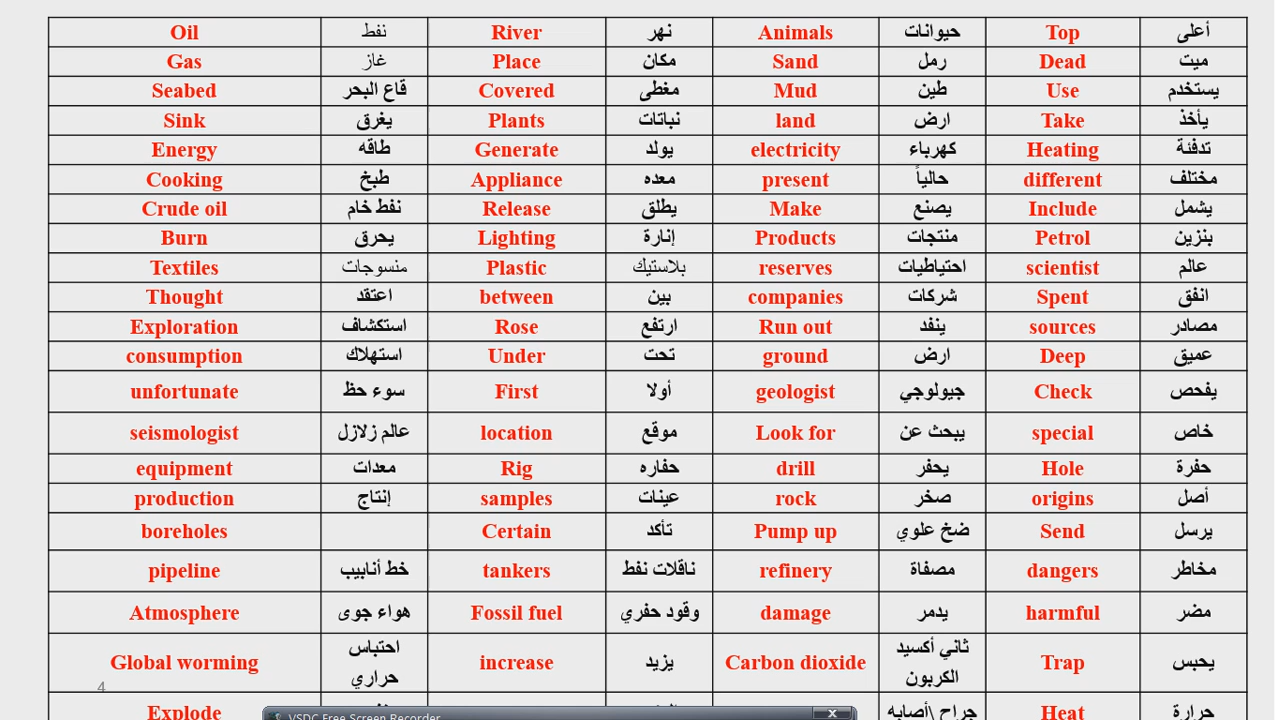 Oil نفط River نهر Animals حيوانات Top أعلى
Gas غاز Place مكان Sand رمل Dead ميت
Seabed قاع البحر Covered مغطى Mud طين Use يستخدم
Sink يغرق Plants نباتات land ارض Take يأخذ
Energy طاقه Generate يولد electricity كهرباء Heating تدفئة
Cooking طبخ Appliance معده present حالياً different مختلف
Crude oil نفط خام Release يطلق Make يصنع Include يشمل
Burn يحرق Lighting إنارة Products منتجات Petrol بنزين
Textiles منسوجات Plastic بلاستيك reserves احتياطيات scientist عالم
Thought اعتقد between بين companies شركات Spent انفق
Exploration استكشاف Rose ارتفع Run out ينفد sources مصادر
consumption استهلاك Under تحت ground ارض Deep عميق
unfortunate سوء حظ First أولا geologist جيولوجي Check يفحص
seismologist عالم زلازل location موقع Look for يبحث عن special خاص
equipment معدات Rig حفاره drill يحفر Hole حفرة
production إنتاج samples عينات rock صخر origins أصل
boreholes Certain تأكد Pump up ضخ علوي Send يرسل
pipeline خط أنابيب tankers ناقلات نفط refinery مصفاة dangers مخاطر
Atmosphere هواء جوى Fossil fuel وقود حفري damage يدمر harmful مضر
Global worming احتباس حراري increase يزيد Carbon dioxide ثاني أكسيد الكربون Trap يحبس
4
Explode جراح \أصابه Heat حرارة
VSDC Free Screen Recorder